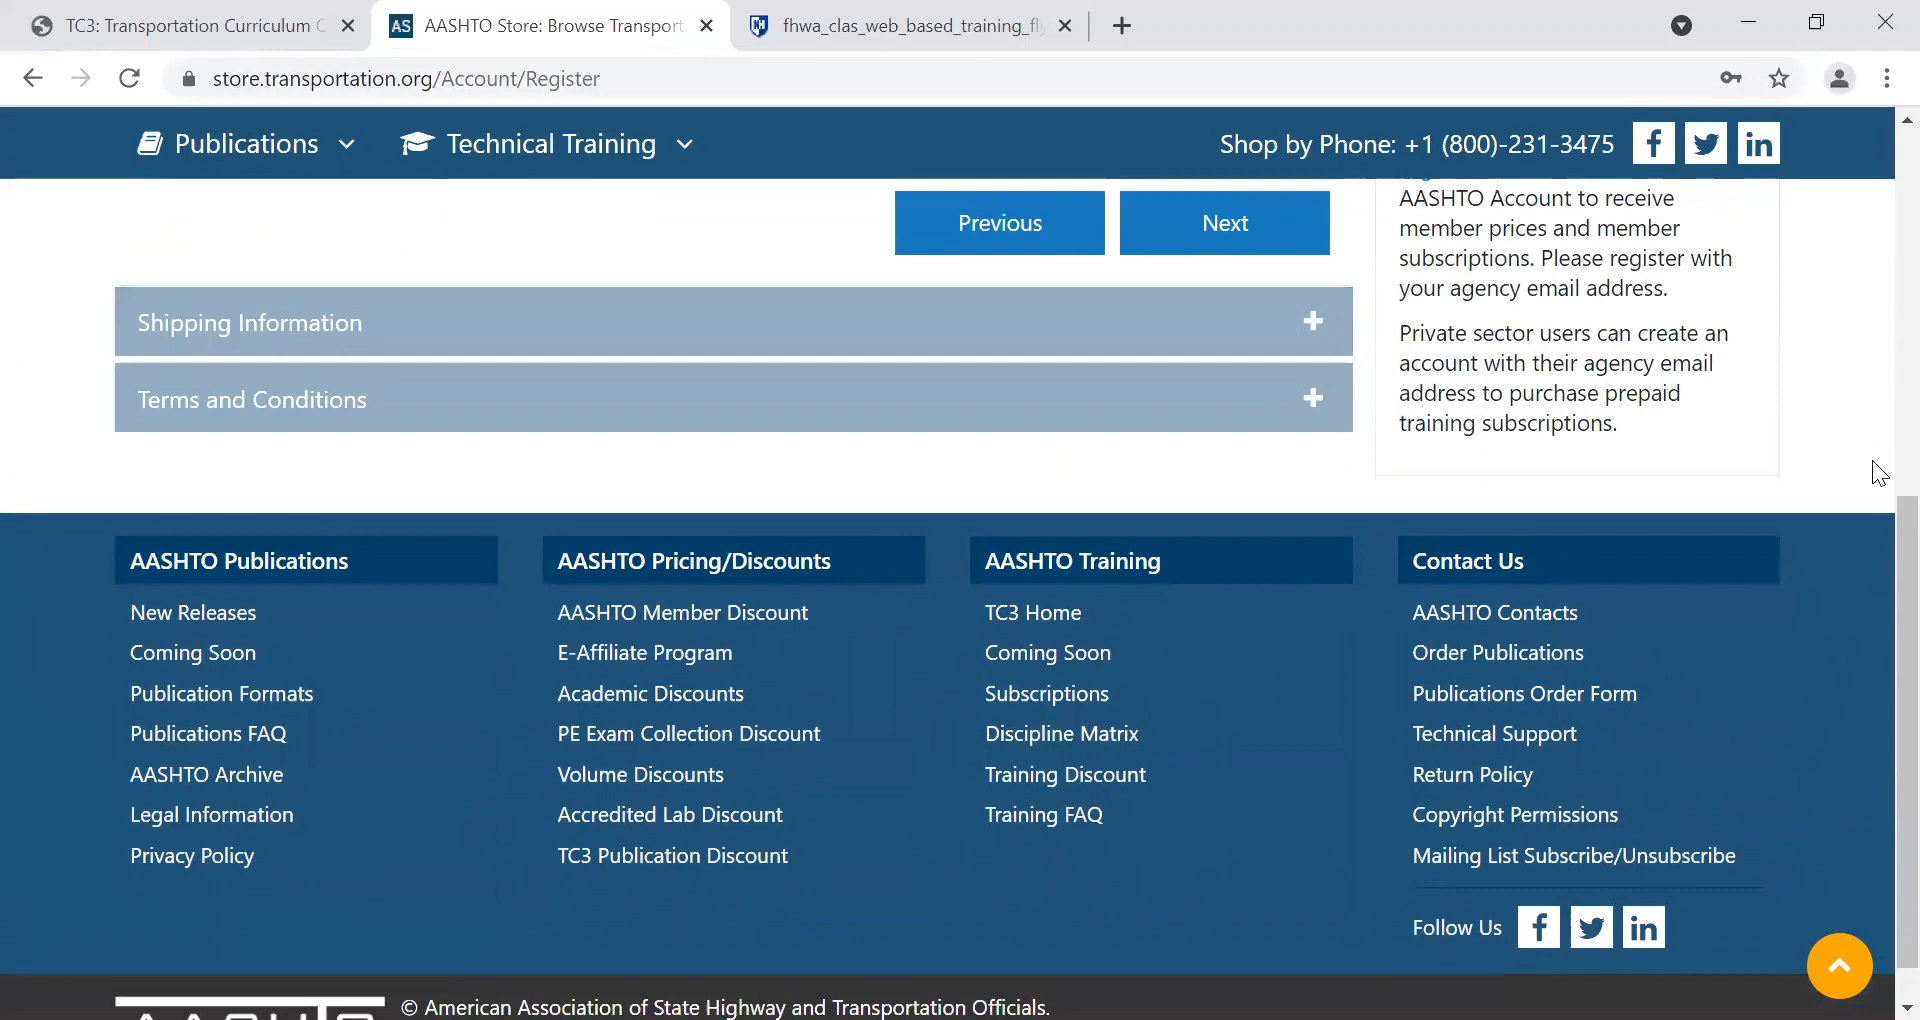 TC3: Transportation Curriculum C
AASHTO Store: Browse Transport
fhwa_clas_web_based_training_fl
store.transportation.org/Account/Register
Publications
Technical Training
Shop by Phone: +1 (800)-231-3475
Previous
Next
AASHTO Account to receive
member prices and member
subscriptions. Please register with
your agency email address.
Private sector users can create an
account with their agency email
address to purchase prepaid
training subscriptions.
Shipping Information
Terms and Conditions
AASHTO Publications
New Releases
Coming Soon
Publication Formats
Publications FAQ
AASHTO Archive
Legal Information
Privacy Policy
AASHTO Pricing/Discounts
AASHTO Member Discount
E-Affiliate Program
Academic Discounts
PE Exam Collection Discount
Volume Discounts
Accredited Lab Discount
TC3 Publication Discount
AASHTO Training
TC3 Home
Coming Soon
Subscriptions
Discipline Matrix
Training Discount
Training FAQ
Contact Us
AASHTO Contacts
Order Publications
Publications Order Form
Technical Support
Return Policy
Copyright Permissions
Mailing List Subscribe/Unsubscribe
Follow Us
AASHTO
© American Association of State Highway and Transportation Officials.